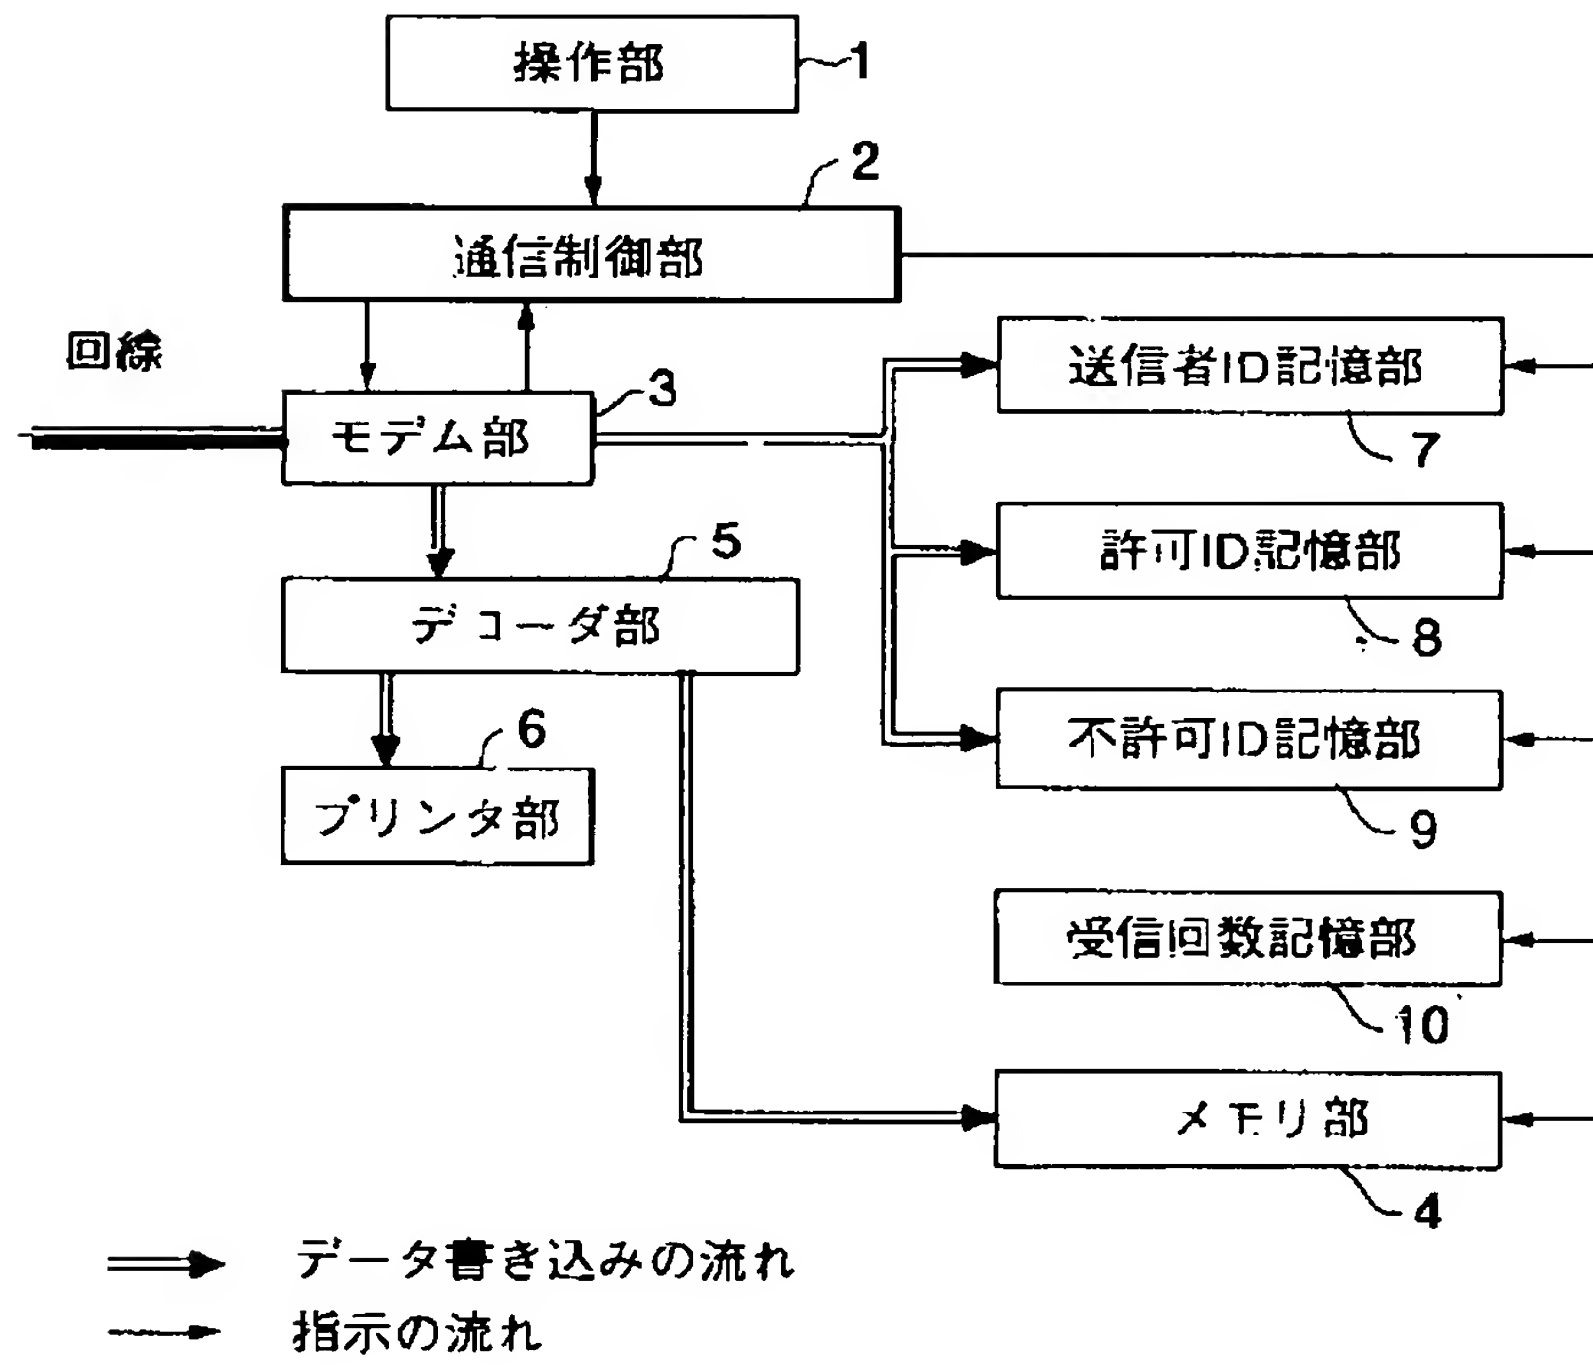 操作部
1
2
通信制御部
回線
送信者ID記憶部
3
モデム部
7
許可ID記憶部
5
デコーダ部
8
不許可ID記憶部
6
プリンタ部
9
受信回数記憶部
10
メモリ部
4
データ書き込みの流れ
指示の流れ